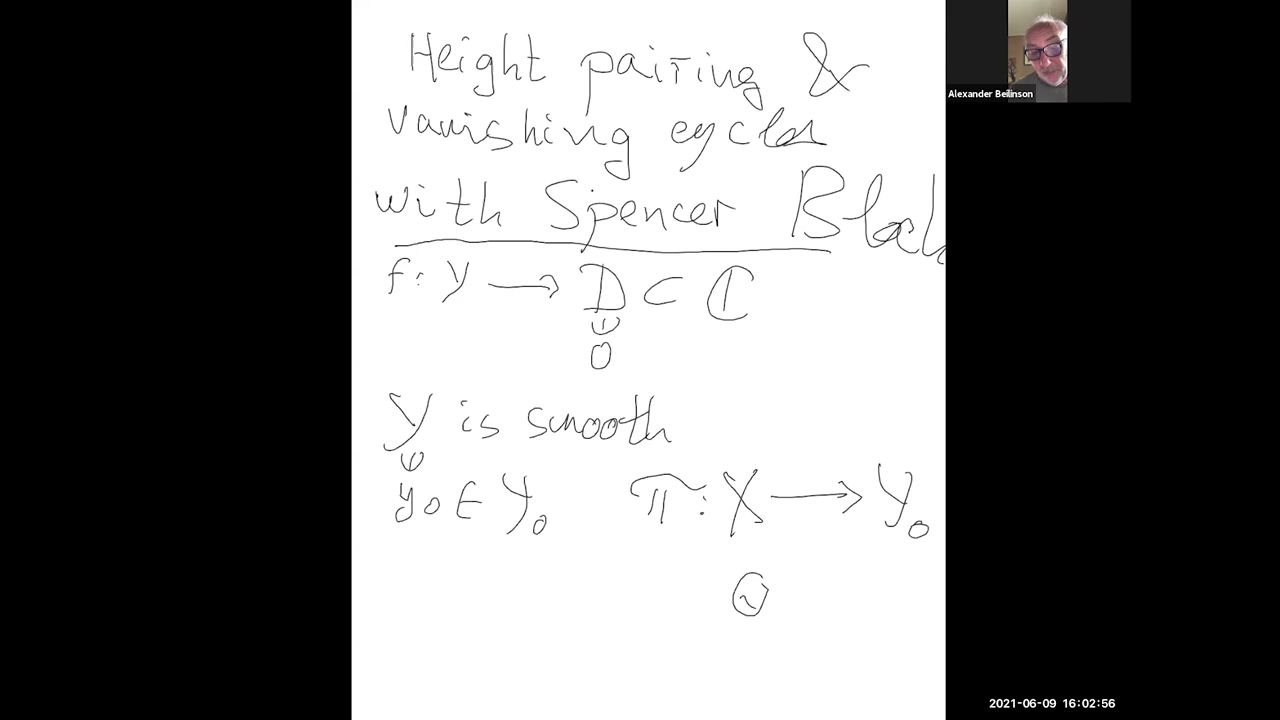 Height pairing &
vanishing cycles
with Spencer Bloch
f: Y → D ⊂ ℂ
∪
0
Y is smooth
∪
y₀ ∈ Y₀ π: X → Y₀
Q
Alexander Beilinson
2021-06-09 16:02:56